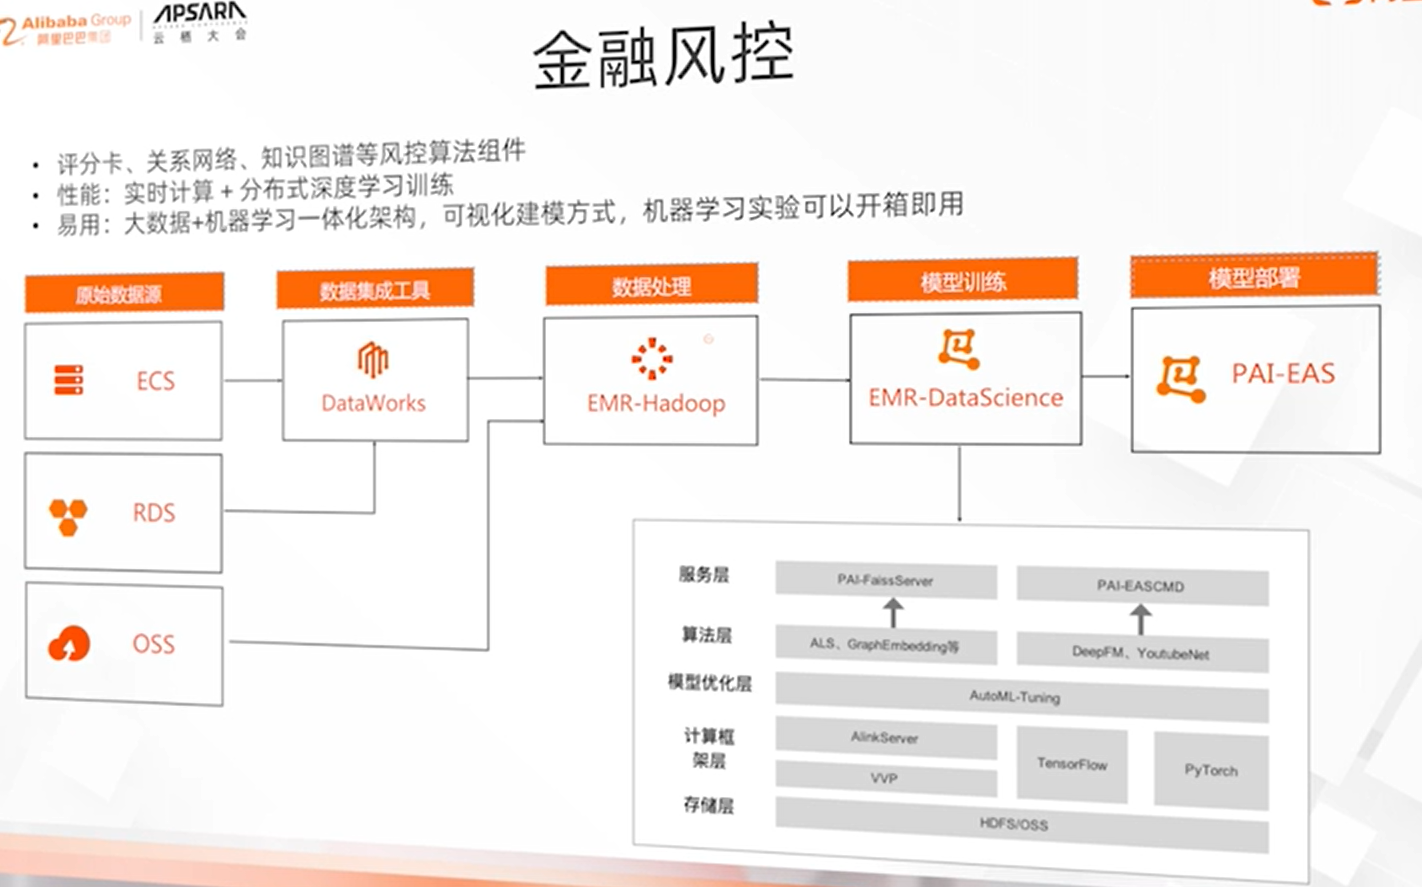 Alibaba Group
阿里巴巴集团
APSARA
云栖大会
金融风控
• 评分卡、关系网络、知识图谱等风控算法组件
• 性能：实时计算 + 分布式深度学习训练
• 易用：大数据+机器学习一体化架构，可视化建模方式，机器学习实验可以开箱即用
原始数据源
数据集成工具
数据处理
模型训练
模型部署
ECS
DataWorks
EMR-Hadoop
EMR-DataScience
PAI-EAS
RDS
OSS
服务层
PAI-FaissServer
PAI-EASCMD
算法层
ALS、GraphEmbedding等
DeepFM、YoutubeNet
模型优化层
AutoML-Tuning
计算框
架层
AlinkServer
VVP
TensorFlow
PyTorch
存储层
HDFS/OSS